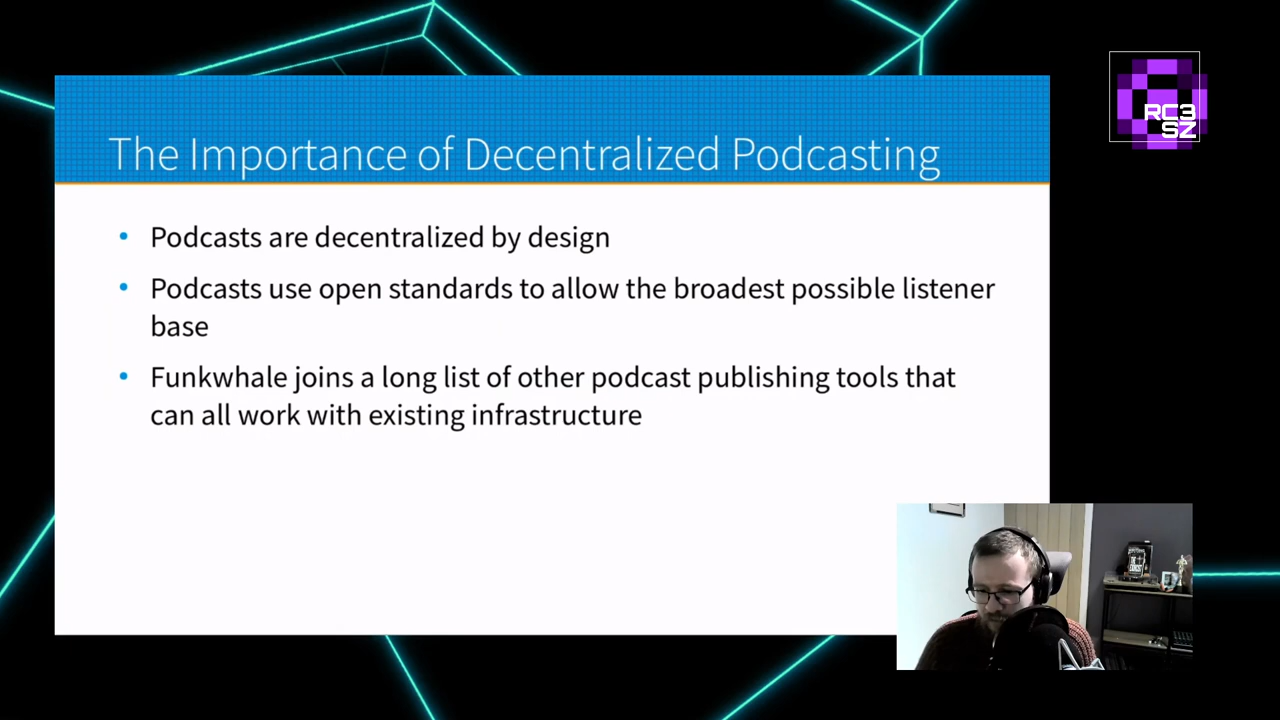 The Importance of Decentralized Podcasting
RC3
SZ
Podcasts are decentralized by design
Podcasts use open standards to allow the broadest possible listener
base
Funkwhale joins a long list of other podcast publishing tools that
can all work with existing infrastructure